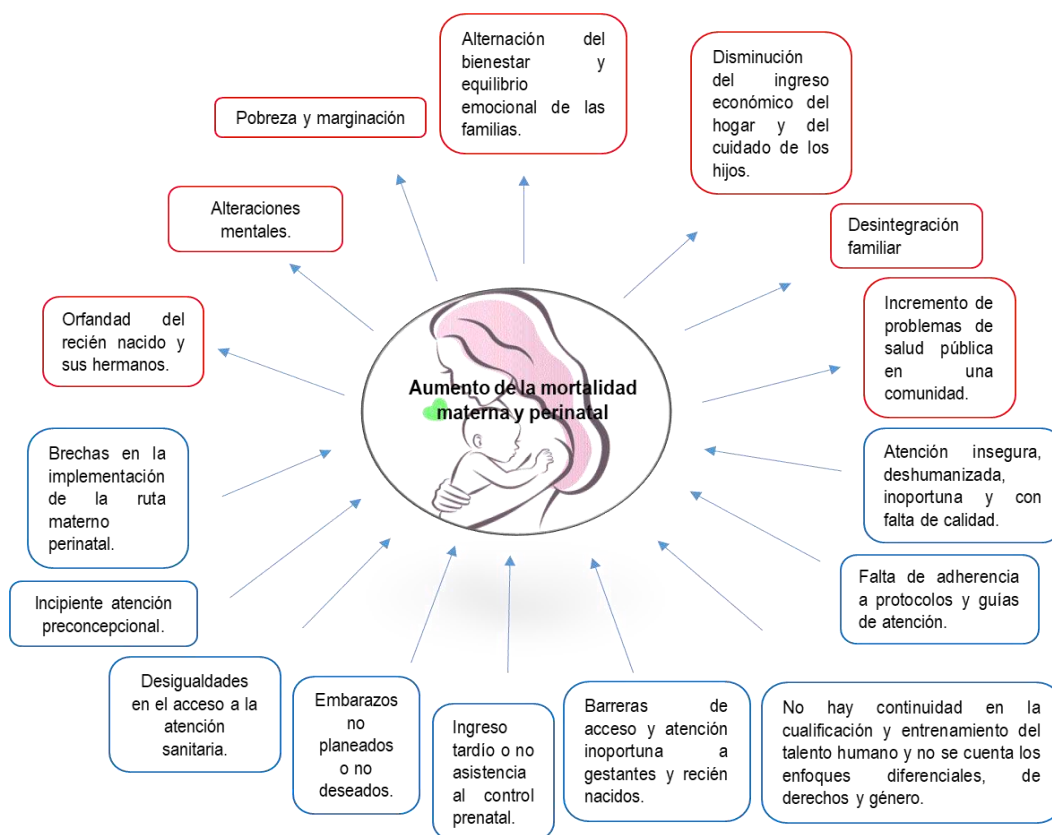 Alternación del
bienestar y
equilibrio
emocional de las
familias.
Disminución
del ingreso
económico del
hogar y del
cuidado de los
hijos.
Pobreza y marginación
Alteraciones
mentales.
Desintegración
familiar
Orfandad del
recién nacido y
sus hermanos.
Incremento de
problemas de
salud pública
en una
comunidad.
Aumento de la mortalidad
materna y perinatal
Brechas en la
implementación
de la ruta
materno
perinatal.
Atención insegura,
deshumanizada,
inoportuna y con
falta de calidad.
Incipiente atención
preconcepcional.
Falta de adherencia
a protocolos y guías
de atención.
Desigualdades
en el acceso a la
atención
sanitaria.
Embarazos
no
planeados
o no
deseados.
Ingreso
tardío o no
asistencia
al control
prenatal.
Barreras de
acceso y atención
inoportuna a
gestantes y recién
nacidos.
No hay continuidad en la
cualificación y entrenamiento del
talento humano y no se cuenta los
enfoques diferenciales, de
derechos y género.